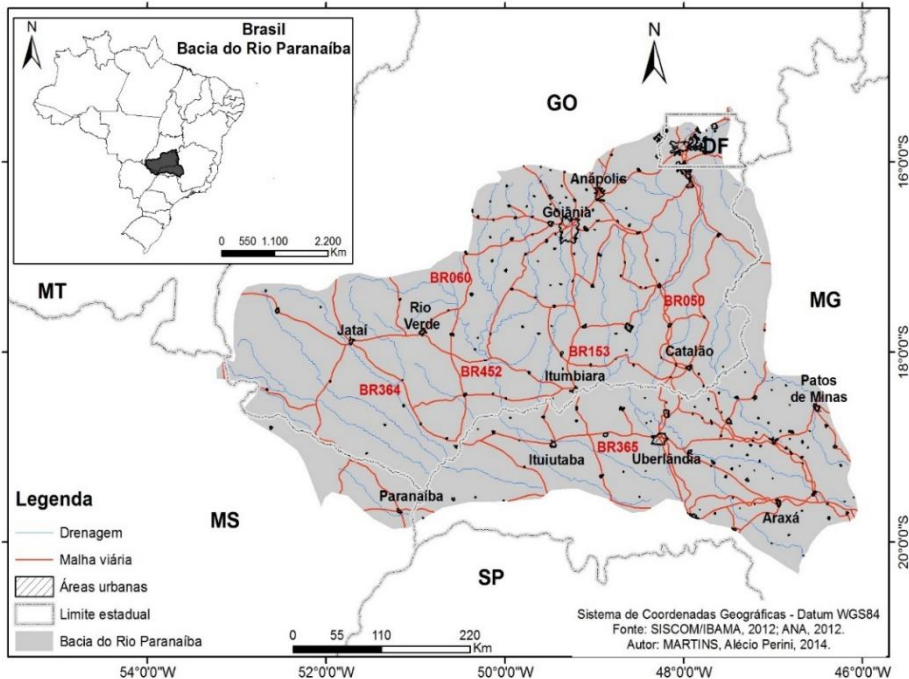 Brasil
Bacia do Rio Paranaíba
N
0 550 1.100 2.200
Km
N
GO
DF
16°0'0"S
Anápolis
Goiânia
MT
BR060
BR050
MG
Rio
Verde
Jataí
BR153
Catalão
18°0'0"S
BR452
Itumbiara
BR364
Patos
de Minas
BR365
Ituiutaba
Uberlândia
Paranaíba
Araxá
MS
20°0'0"S
SP
Legenda
Drenagem
Malha viária
Áreas urbanas
Limite estadual
Bacia do Rio Paranaíba
0 55 110 220
Km
Sistema de Coordenadas Geográficas - Datum WGS84
Fonte: SISCOM/IBAMA, 2012; ANA, 2012.
Autor: MARTINS, Alécio Perini, 2014.
54°0'0"W 52°0'0"W 50°0'0"W 48°0'0"W 46°0'0"W